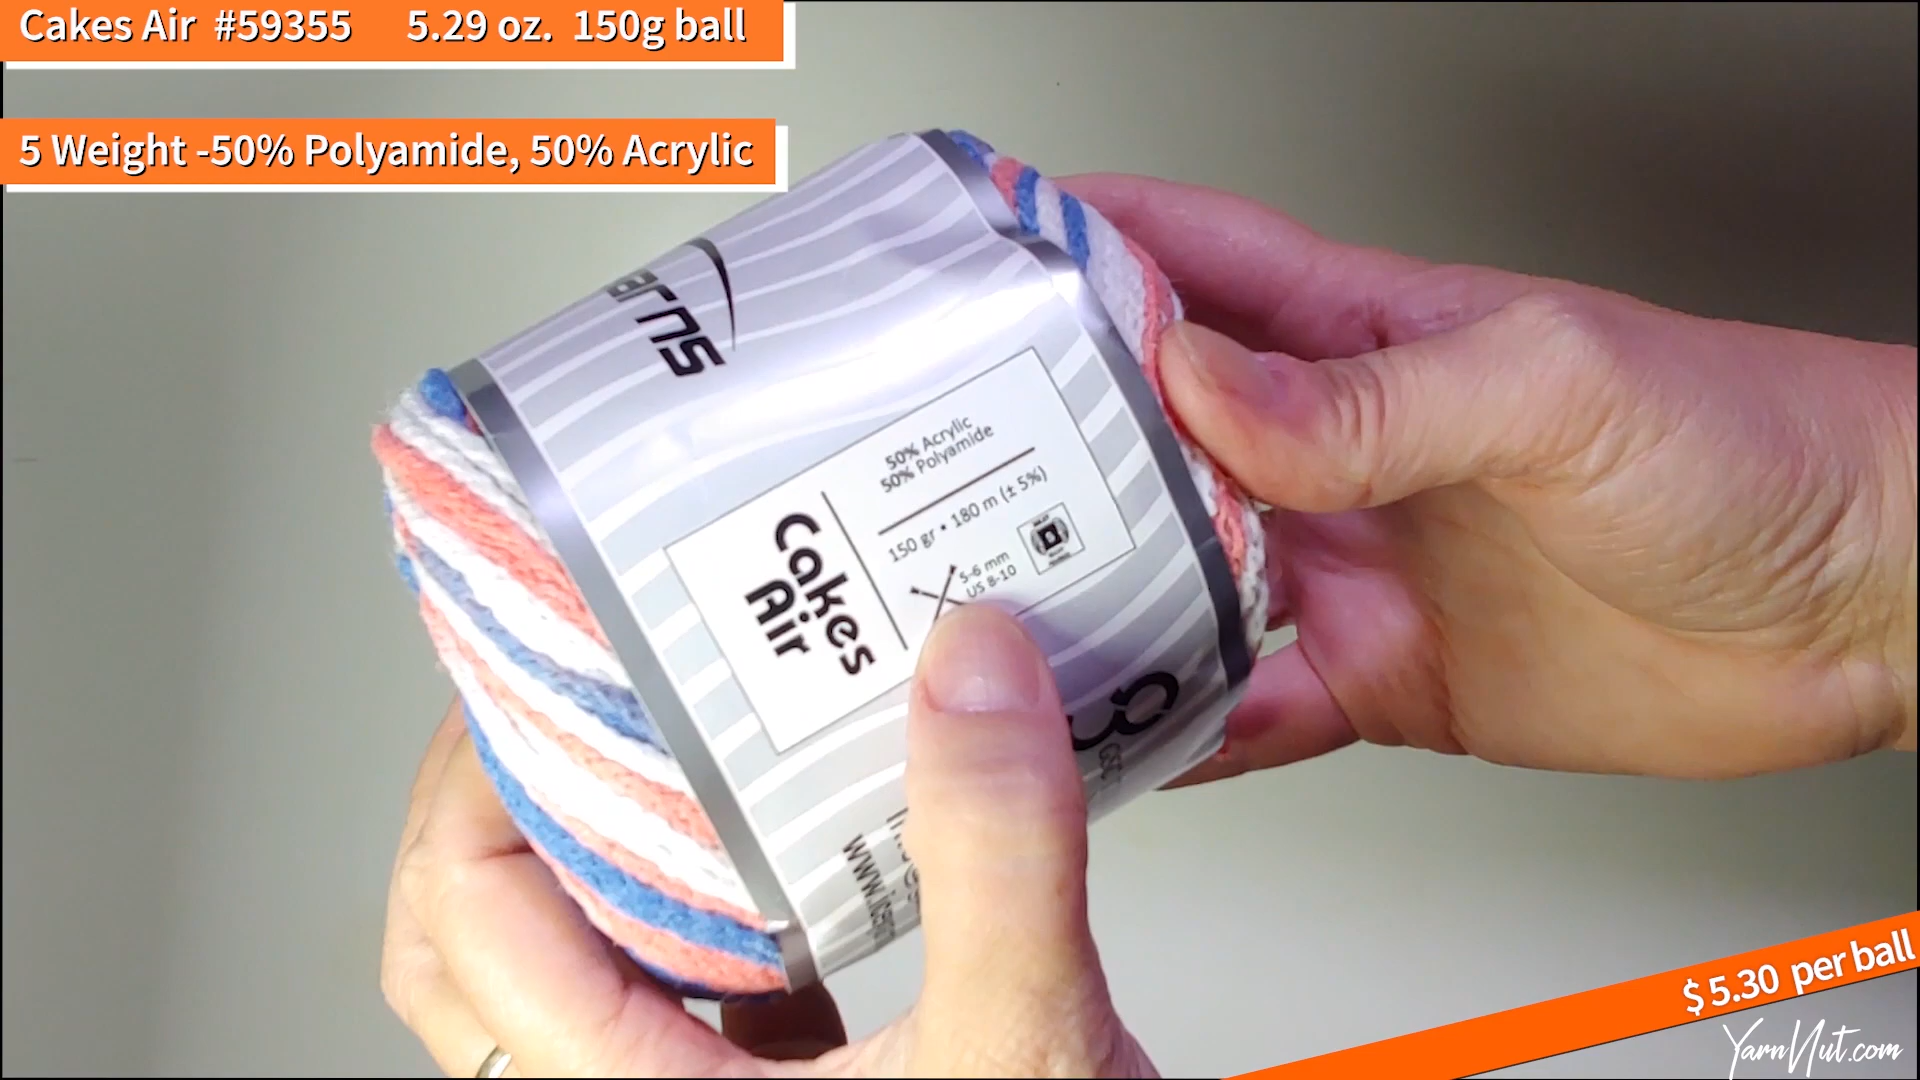 Cakes Air #59355 5.29 oz. 150g ball
5 Weight -50% Polyamide, 50% Acrylic
arns
50% Acrylic
50% Polyamide
150 gr • 180 m (± 5%)
5-6 mm
US 8-10
Cakes
Air
$ 5.30 per ball
YarnNut.com